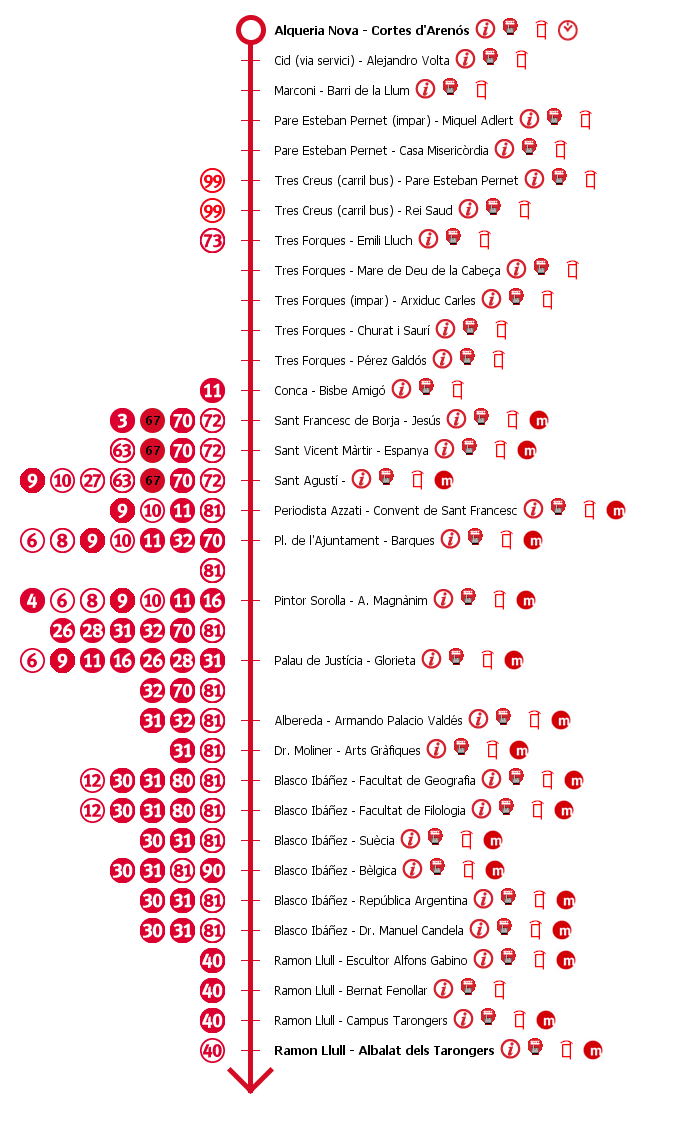 Alqueria Nova - Cortes d'Arenós i
Cid (via servici) - Alejandro Volta i
Marconi - Barri de la Llum i
Pare Esteban Pernet (impar) - Miquel Adlert i
Pare Esteban Pernet - Casa Misericòrdia i
99 Tres Creus (carril bus) - Pare Esteban Pernet i
99 Tres Creus (carril bus) - Rei Saud i
73 Tres Forques - Emili Lluch i
Tres Forques - Mare de Deu de la Cabeça i
Tres Forques (impar) - Arxiduc Carles i
Tres Forques - Churat i Saurí i
Tres Forques - Pérez Galdós i
11 Conca - Bisbe Amigó i
3 67 70 72 Sant Francesc de Borja - Jesús i m
63 67 70 72 Sant Vicent Màrtir - Espanya i m
9 10 27 63 67 70 72 Sant Agustí - i m
9 10 11 81 Periodista Azzati - Convent de Sant Francesc i m
6 8 9 10 11 32 70 Pl. de l'Ajuntament - Barques i m
81
4 6 8 9 10 11 16 Pintor Sorolla - A. Magnànim i m
26 28 31 32 70 81
6 9 11 16 26 28 31 Palau de Justícia - Glorieta i m
32 70 81
31 32 81 Albereda - Armando Palacio Valdés i m
31 81 Dr. Moliner - Arts Gràfiques i m
12 30 31 80 81 Blasco Ibáñez - Facultat de Geografia i m
12 30 31 80 81 Blasco Ibáñez - Facultat de Filologia i m
30 31 81 Blasco Ibáñez - Suècia i m
30 31 81 90 Blasco Ibáñez - Bèlgica i m
30 31 81 Blasco Ibáñez - República Argentina i m
30 31 81 Blasco Ibáñez - Dr. Manuel Candela i m
40 Ramon Llull - Escultor Alfons Gabino i m
40 Ramon Llull - Bernat Fenollar i
40 Ramon Llull - Campus Tarongers i m
40 Ramon Llull - Albalat dels Tarongers i m